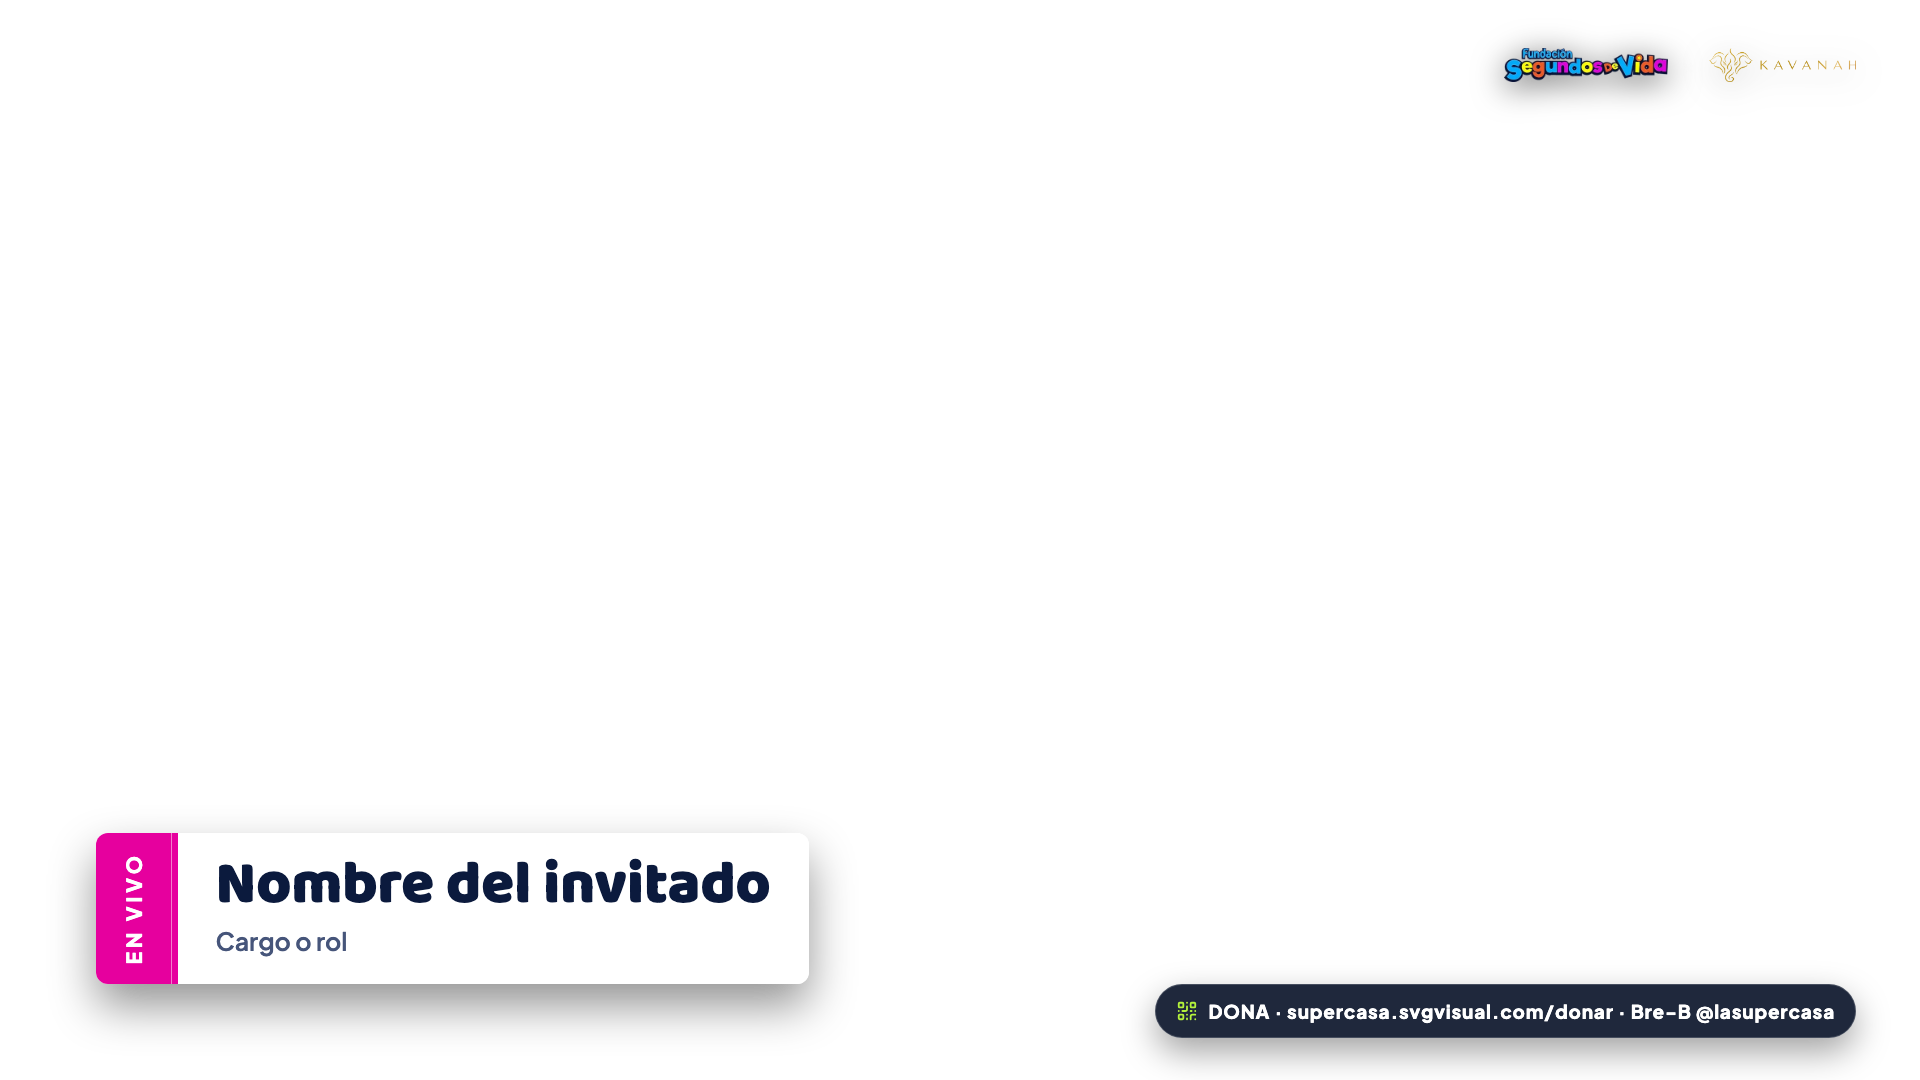 Fundación
Segundos De Vida
KAVANAH
EN VIVO
Nombre del invitado
Cargo o rol
DONA · supercasa.svgvisual.com/donar · Bre-B @lasupercasa